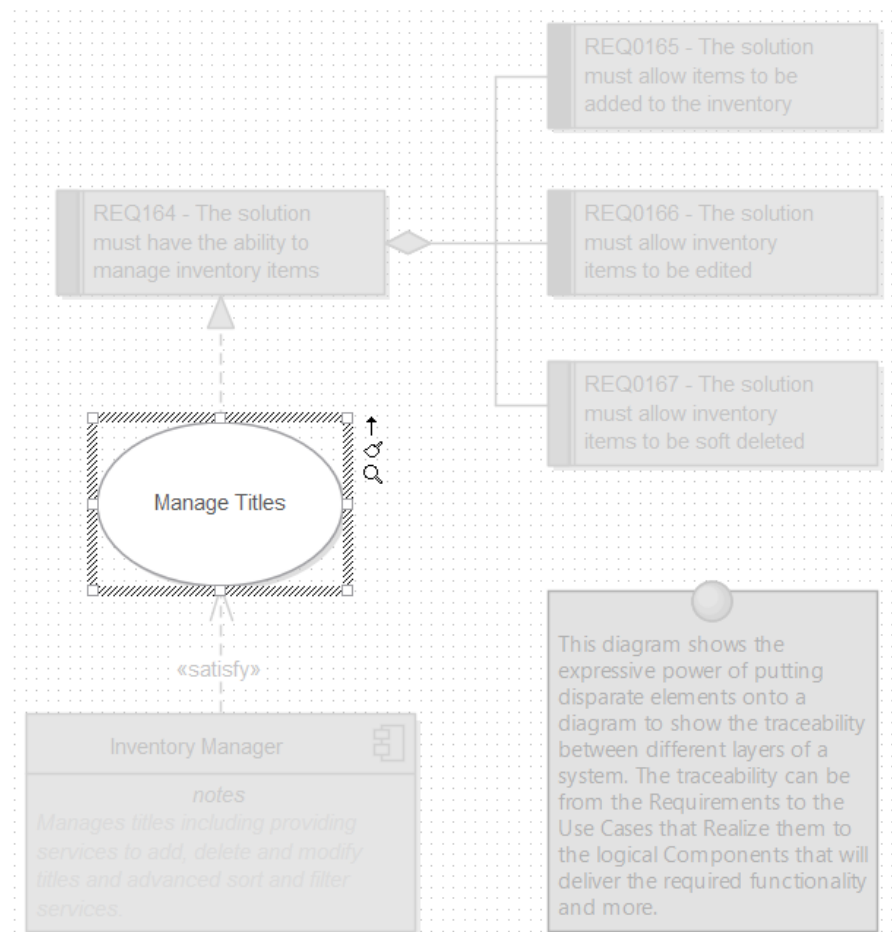 REQ0165 - The solution
must allow items to be
added to the inventory
REQ164 - The solution
must have the ability to
manage inventory items
REQ0166 - The solution
must allow inventory
items to be edited
REQ0167 - The solution
must allow inventory
items to be soft deleted
Manage Titles
«satisfy»
Inventory Manager
notes
Manages titles including providing
services to add, delete and modify
titles and advanced sort and filter
services.
This diagram shows the
expressive power of putting
disparate elements onto a
diagram to show the traceability
between different layers of a
system. The traceability can be
from the Requirements to the
Use Cases that Realize them to
the logical Components that will
deliver the required functionality
and more.